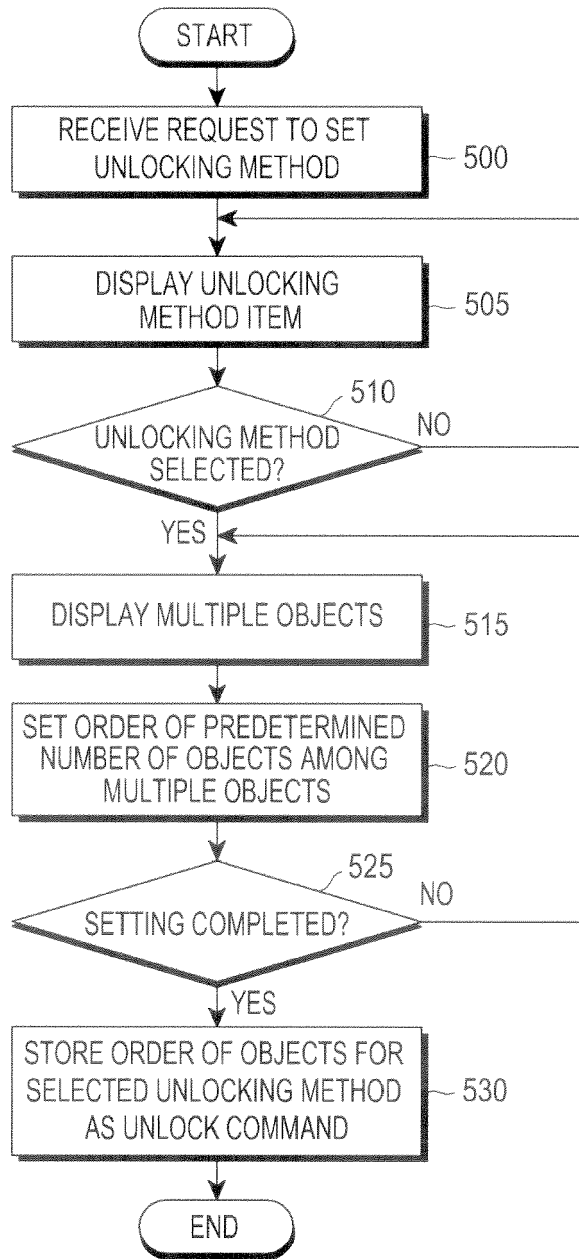 START
RECEIVE REQUEST TO SET
UNLOCKING METHOD
500
DISPLAY UNLOCKING
METHOD ITEM
505
510
UNLOCKING METHOD
SELECTED?
NO
YES
DISPLAY MULTIPLE OBJECTS
515
SET ORDER OF PREDETERMINED
NUMBER OF OBJECTS AMONG
MULTIPLE OBJECTS
520
525
SETTING COMPLETED?
NO
YES
STORE ORDER OF OBJECTS FOR
SELECTED UNLOCKING METHOD
AS UNLOCK COMMAND
530
END